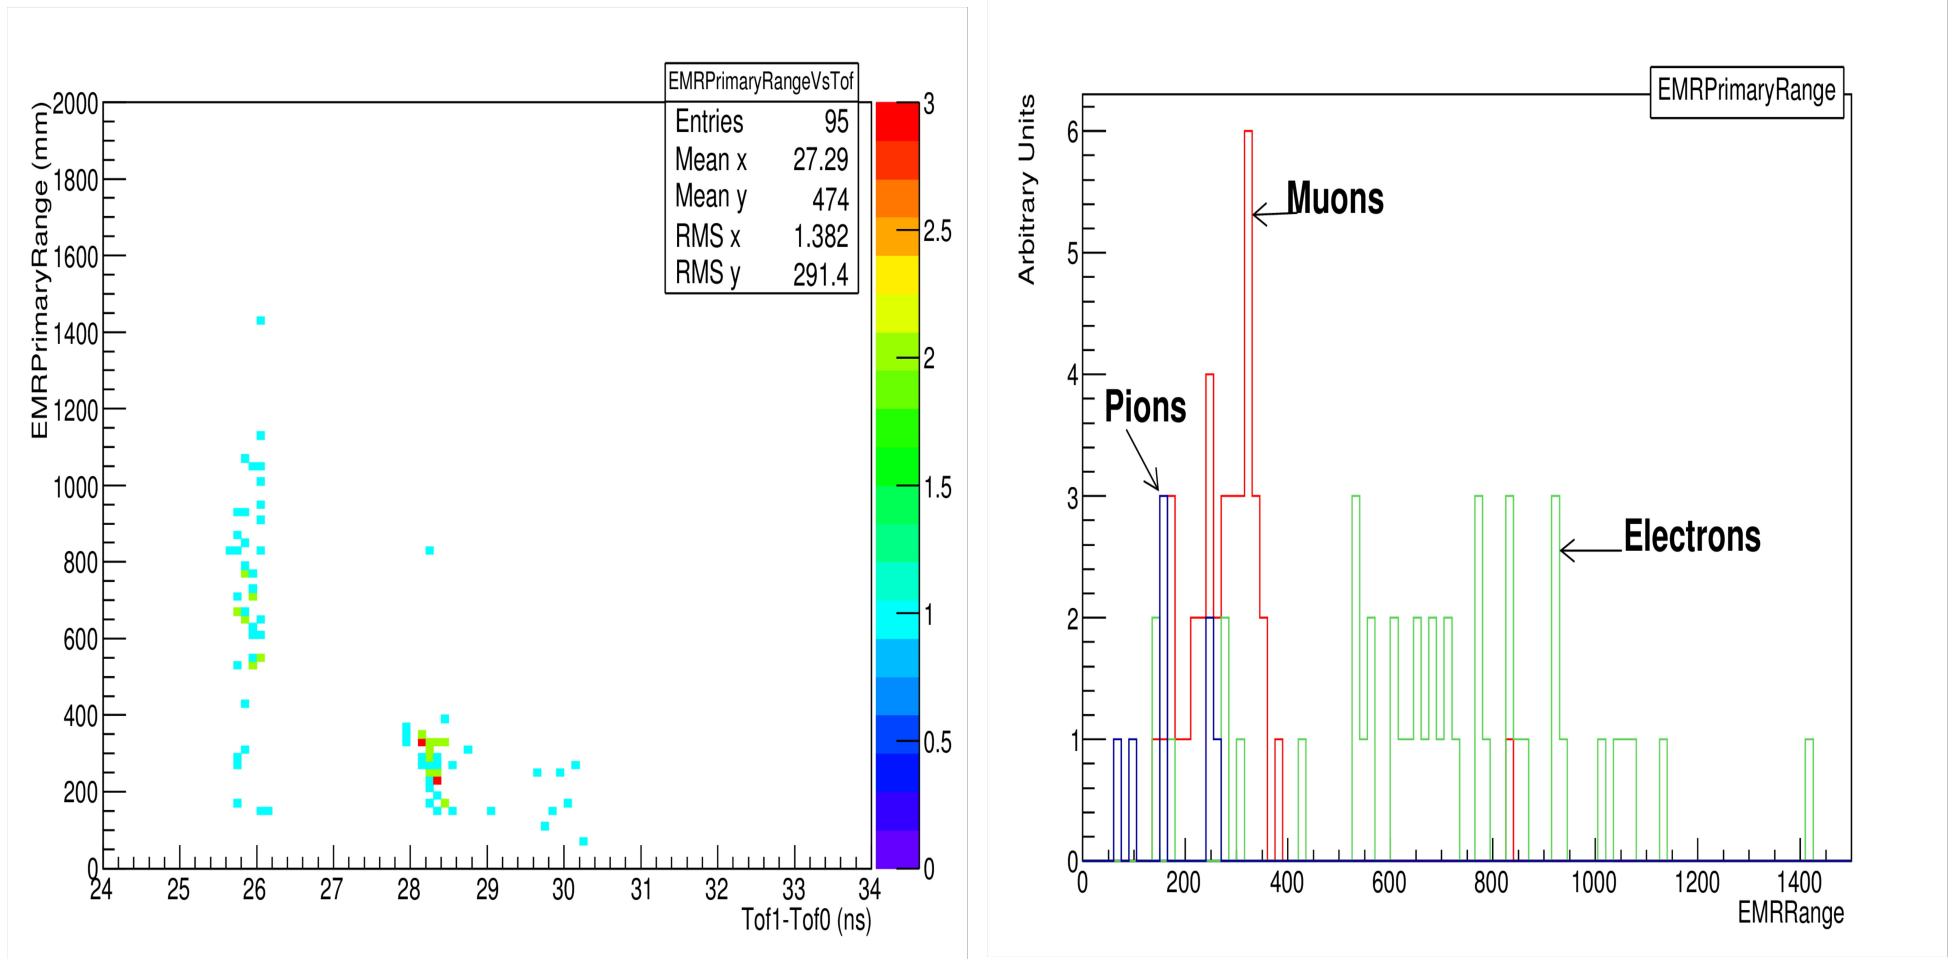 EMRPrimaryRangeVsTof
Entries 95
Mean x 27.29
Mean y 474
RMS x 1.382
RMS y 291.4
EMRPrimaryRange (mm)
2000
1800
1600
1400
1200
1000
800
600
400
200
0
24 25 26 27 28 29 30 31 32 33 34
Tof1-Tof0 (ns)
3
2.5
2
1.5
1
0.5
0
EMRPrimaryRange
Arbitrary Units
6
5
4
3
2
1
0
Muons
Pions
Electrons
0 200 400 600 800 1000 1200 1400
EMRRange